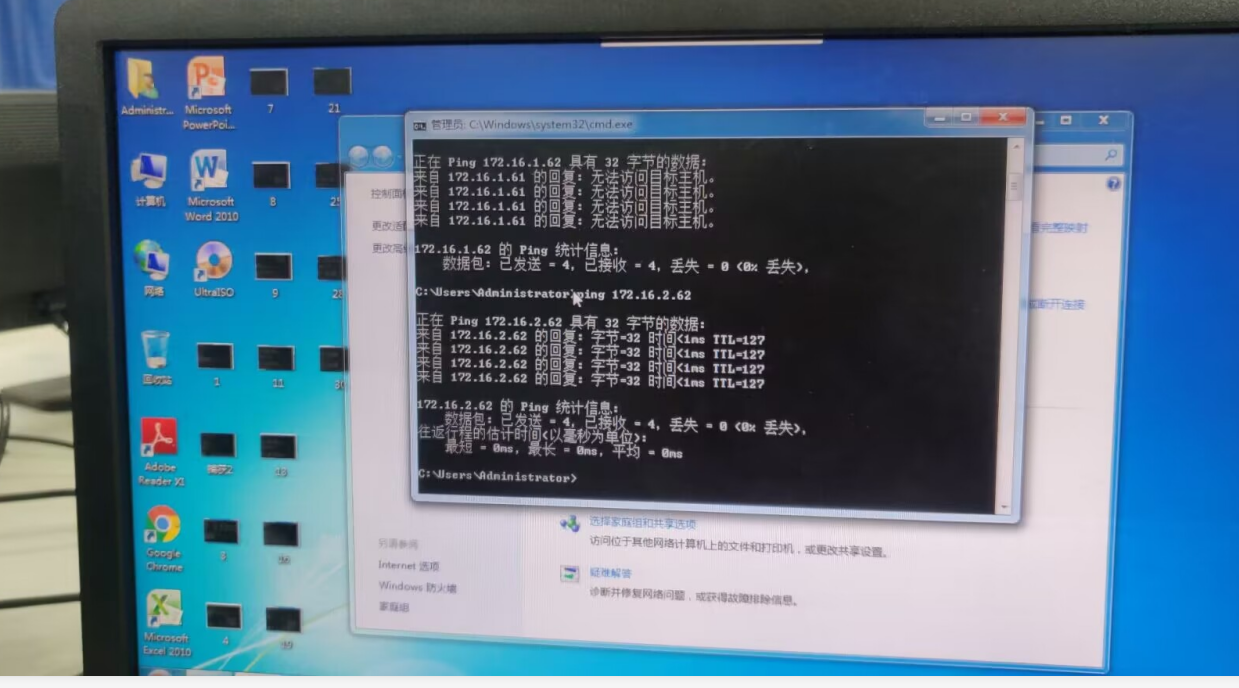 Administr...
Microsoft
PowerPoi...
7
21
计算机
Microsoft
Word 2010
8
网络
UltraISO
9
28
回收站
1
11
30
Adobe
Reader XI
Google
Chrome
3
36
Microsoft
Excel 2010
4
管理员: C:\Windows\system32\cmd.exe
正在 Ping 172.16.1.62 具有 32 字节的数据:
来自 172.16.1.61 的回复: 无法访问目标主机。
来自 172.16.1.61 的回复: 无法访问目标主机。
来自 172.16.1.61 的回复: 无法访问目标主机。
来自 172.16.1.61 的回复: 无法访问目标主机。
172.16.1.62 的 Ping 统计信息:
数据包: 已发送 = 4, 已接收 = 4, 丢失 = 0 <0% 丢失>,
C:\Users\Administrator>ping 172.16.2.62
正在 Ping 172.16.2.62 具有 32 字节的数据:
来自 172.16.2.62 的回复: 字节=32 时间<1ms TTL=127
来自 172.16.2.62 的回复: 字节=32 时间<1ms TTL=127
来自 172.16.2.62 的回复: 字节=32 时间<1ms TTL=127
来自 172.16.2.62 的回复: 字节=32 时间<1ms TTL=127
172.16.2.62 的 Ping 统计信息:
数据包: 已发送 = 4, 已接收 = 4, 丢失 = 0 <0% 丢失>,
往返行程的估计时间<以毫秒为单位>:
最短 = 0ms, 最长 = 0ms, 平均 = 0ms
C:\Users\Administrator>
控制面
更改适
更改高
看完整映射
或断开连接
选择家庭组和共享选项
访问位于其他网络计算机上的文件和打印机，或更改共享设置。
疑难解答
诊断并修复网络问题，或获得故障排除信息。
另请参阅
Internet 选项
Windows 防火墙
家庭组